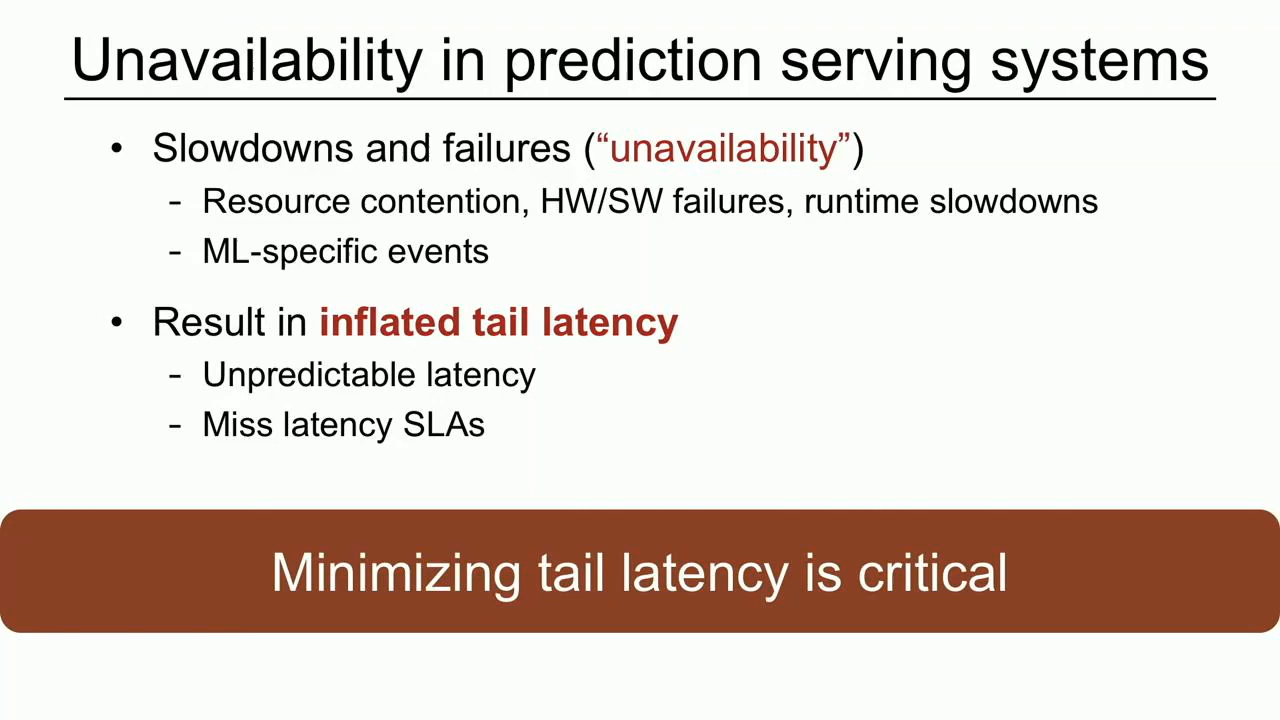 Unavailability in prediction serving systems
• Slowdowns and failures (“unavailability”)
- Resource contention, HW/SW failures, runtime slowdowns
- ML-specific events
• Result in inflated tail latency
- Unpredictable latency
- Miss latency SLAs
Minimizing tail latency is critical